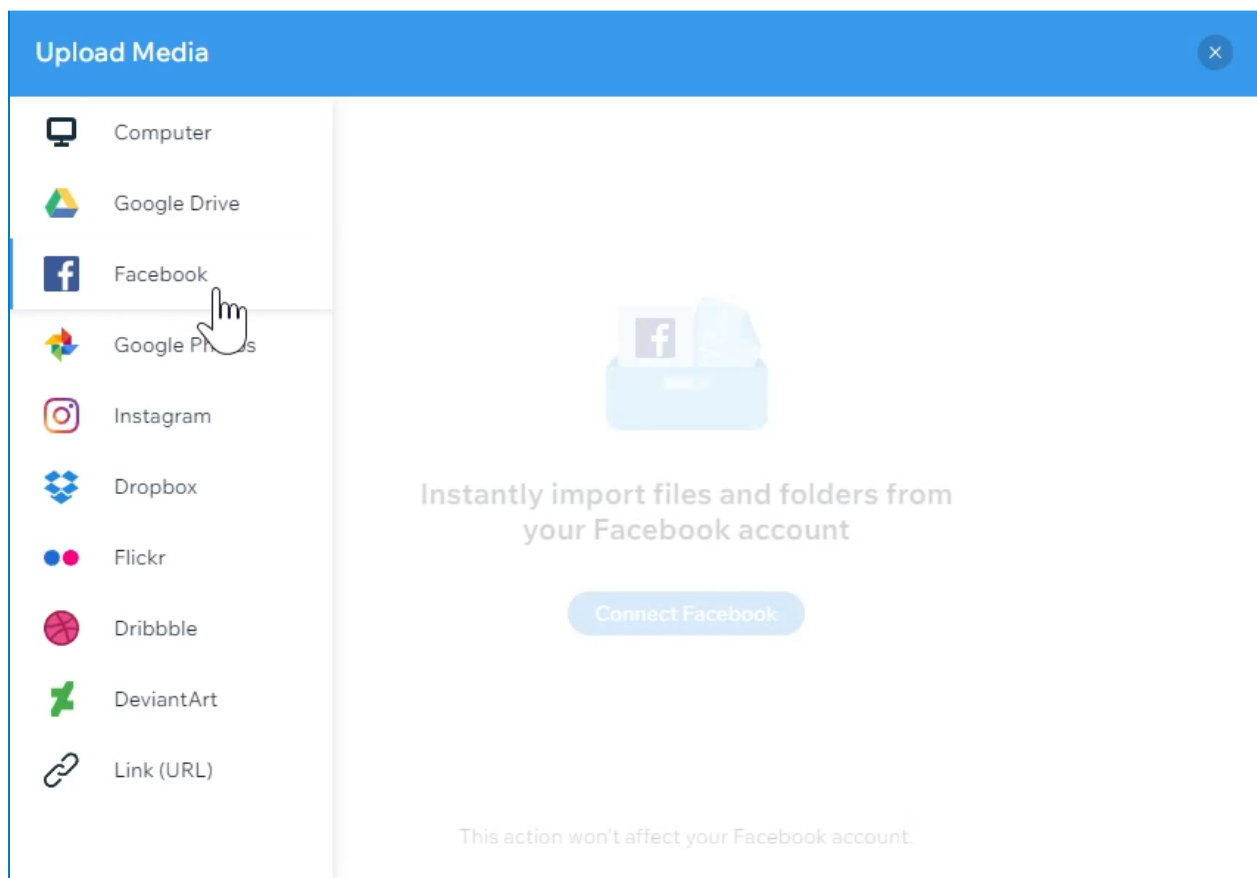 Upload Media
Computer
Google Drive
Facebook
Google Ph s
Instagram
Dropbox
Flickr
Dribbble
DeviantArt
Link (URL)
Instantly import files and folders from
your Facebook account
Connect Facebook
This action won't affect your Facebook account.